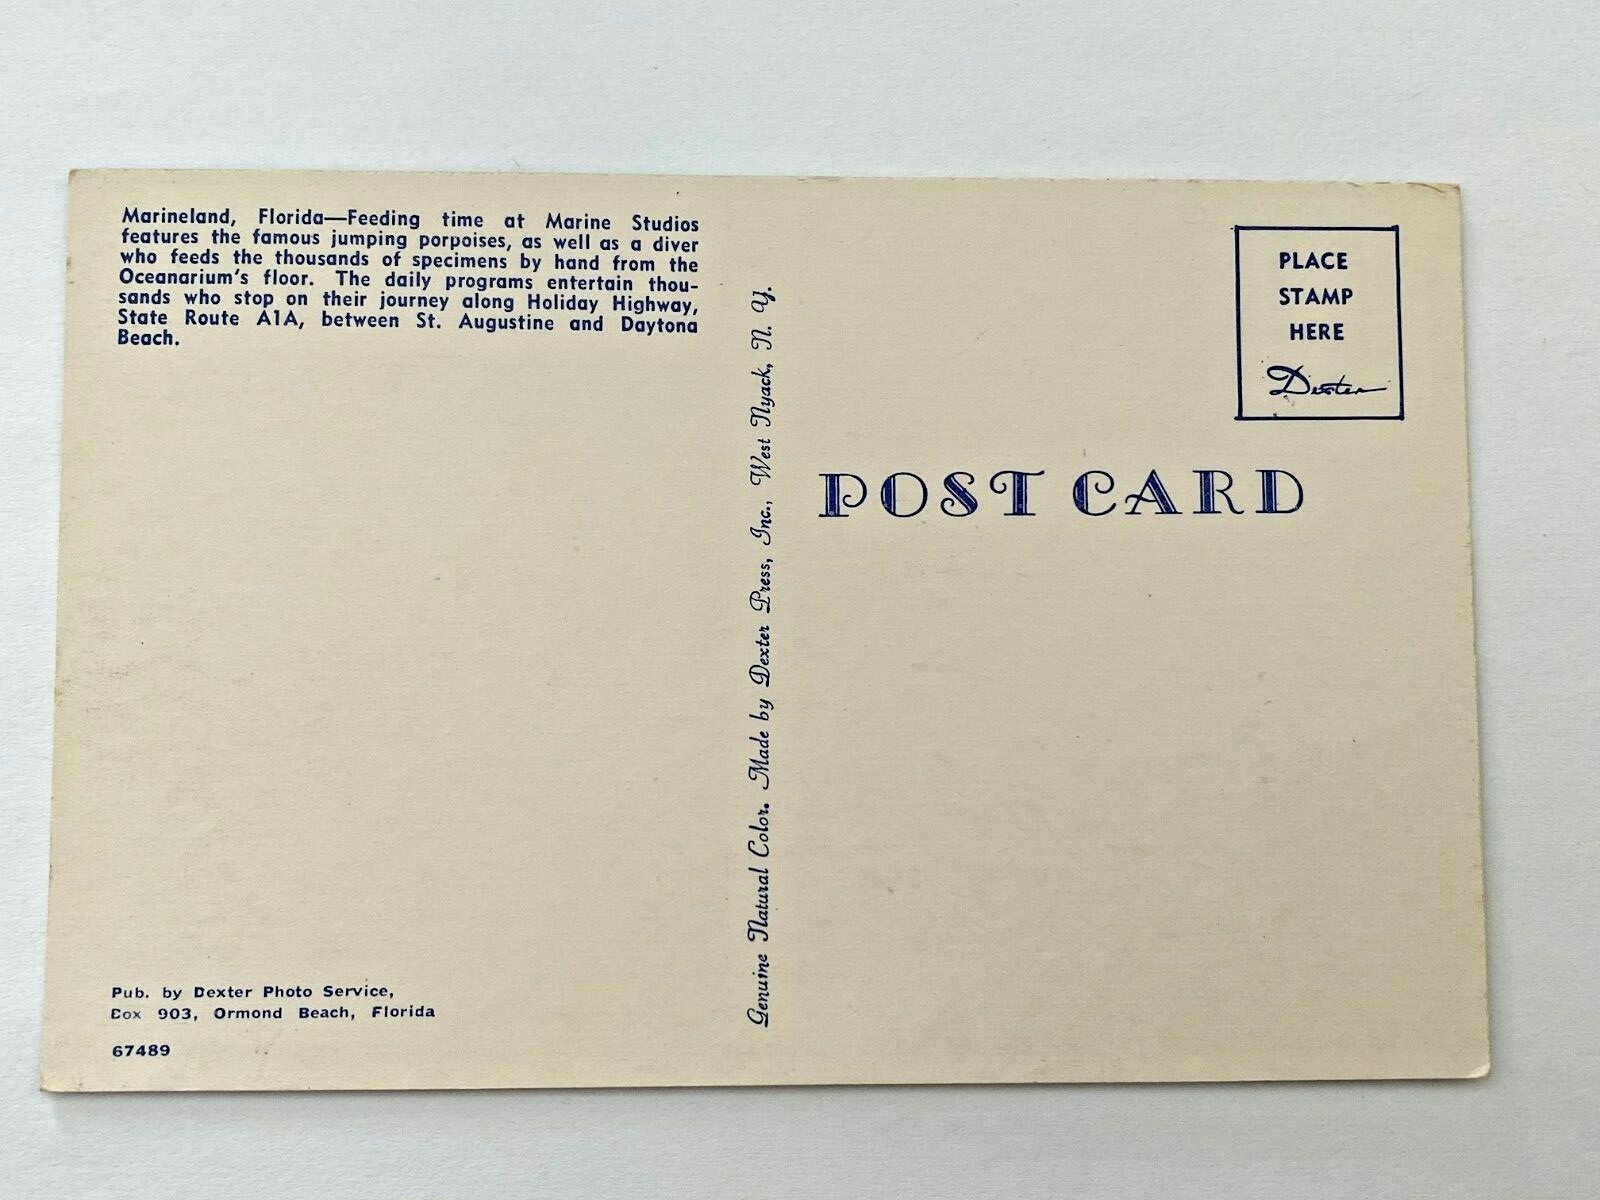 Marineland, Florida—Feeding time at Marine Studios
features the famous jumping porpoises, as well as a diver
who feeds the thousands of specimens by hand from the
Oceanarium's floor. The daily programs entertain thou-
sands who stop on their journey along Holiday Highway,
State Route A1A, between St. Augustine and Daytona
Beach.
Pub. by Dexter Photo Service,
Box 903, Ormond Beach, Florida
67489
Genuine Natural Color. Made by Dexter Press, Inc., West Nyack, N. Y.
PLACE
STAMP
HERE
Dexter
POST CARD